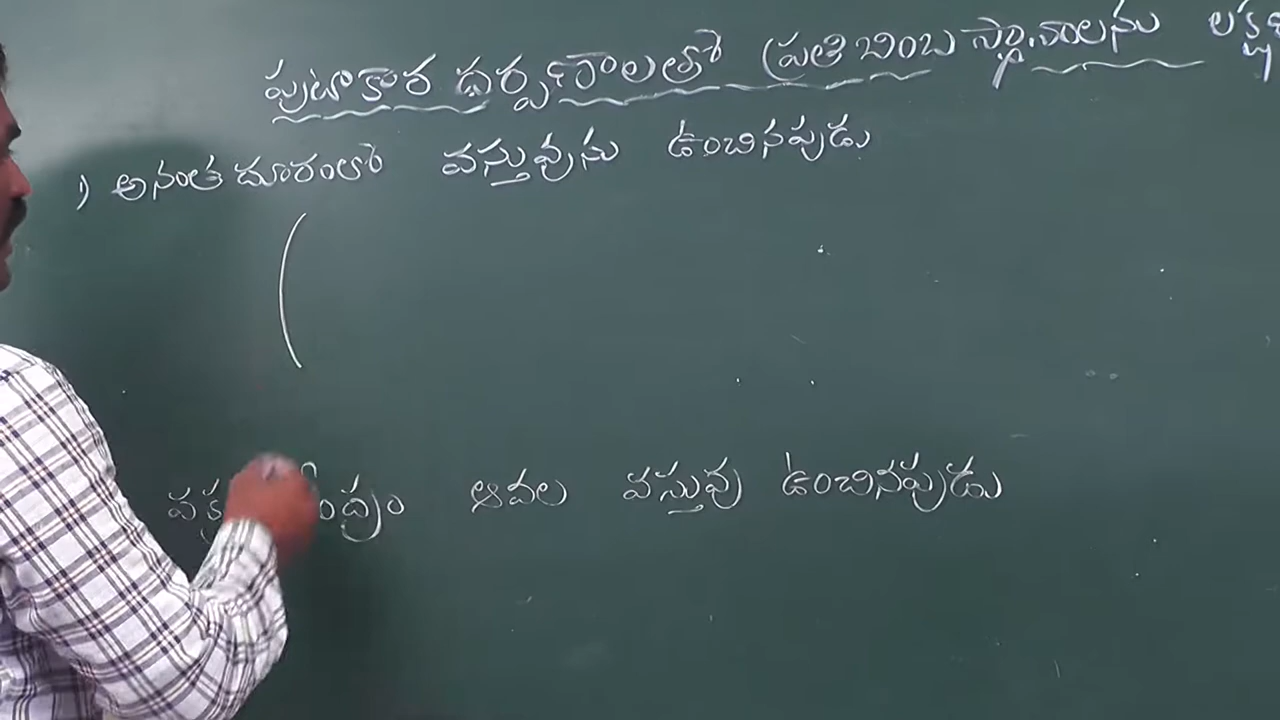 పుటాకార దర్పణాలతో ప్రతిబింబ స్థానాలను
1) అనంత దూరంలో వస్తువును ఉంచినపుడు
ఆవల వస్తువు ఉంచినపుడు